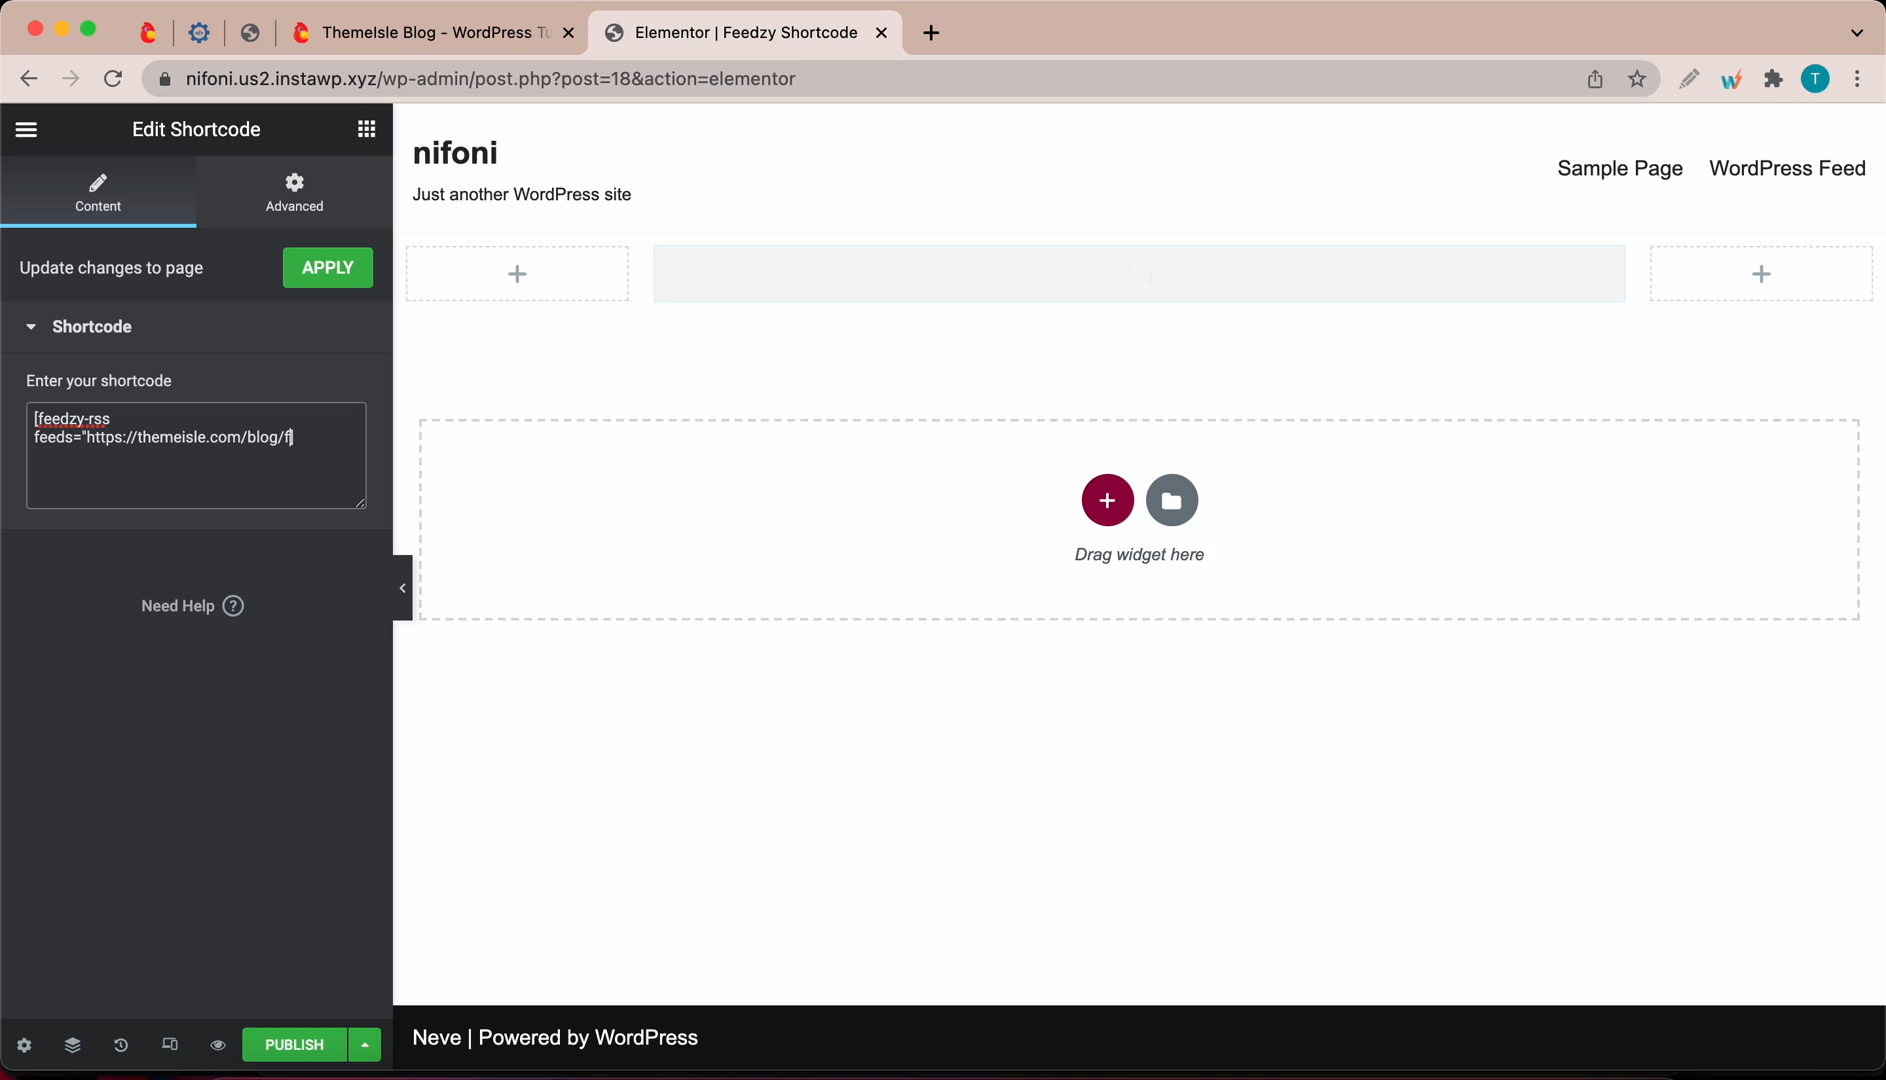 ThemeIsle Blog - WordPress Tu
Elementor | Feedzy Shortcode
nifoni.us2.instawp.xyz/wp-admin/post.php?post=18&action=elementor
T
Edit Shortcode
Content
Advanced
Update changes to page
APPLY
Shortcode
Enter your shortcode
[feedzy-rss
feeds="https://themeisle.com/blog/f
Need Help ?
PUBLISH
nifoni
Just another WordPress site
Sample Page
WordPress Feed
Drag widget here
Neve | Powered by WordPress